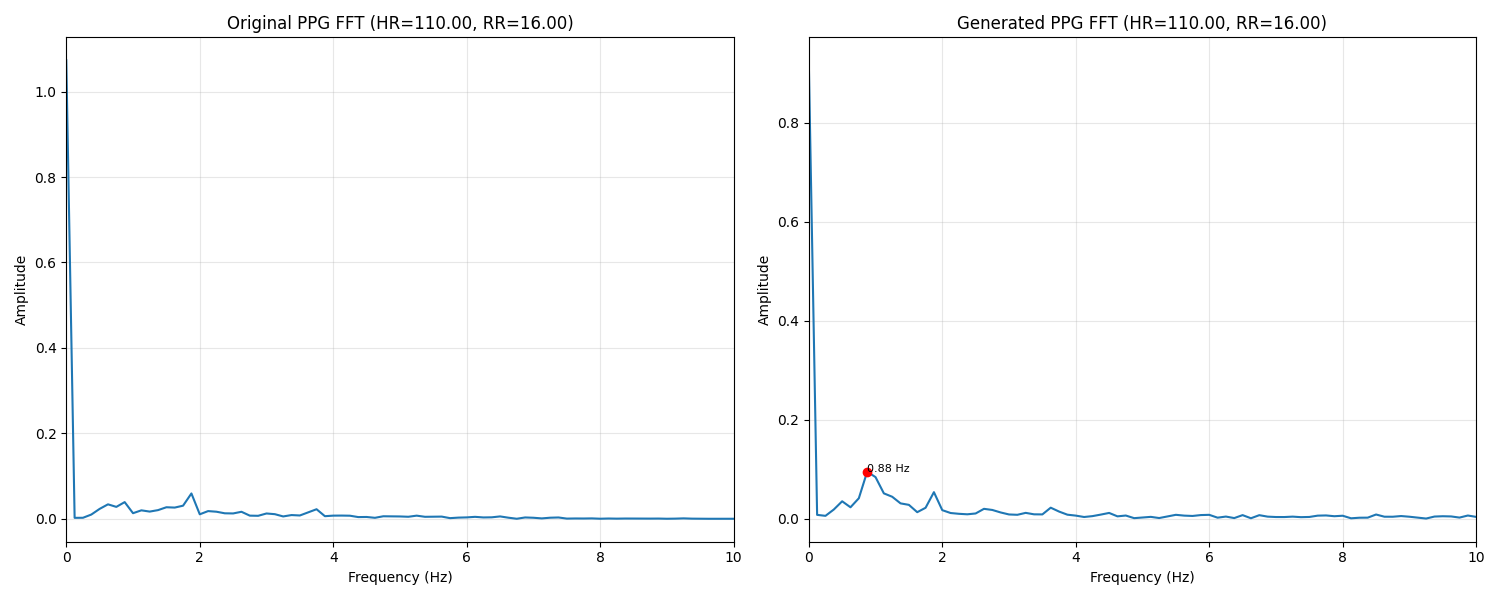 Original PPG FFT (HR=110.00, RR=16.00)
Amplitude
1.0
0.8
0.6
0.4
0.2
0.0
0 2 4 6 8 10
Frequency (Hz)
Generated PPG FFT (HR=110.00, RR=16.00)
Amplitude
0.8
0.6
0.4
0.2
0.0
0.88 Hz
0 2 4 6 8 10
Frequency (Hz)